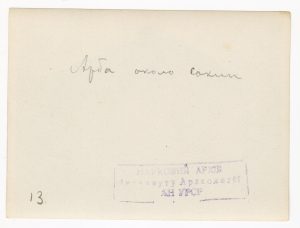 Арба около сакли
НАУКОВИЙ АРХІВ
Інституту Археології
АН УРСР
13.